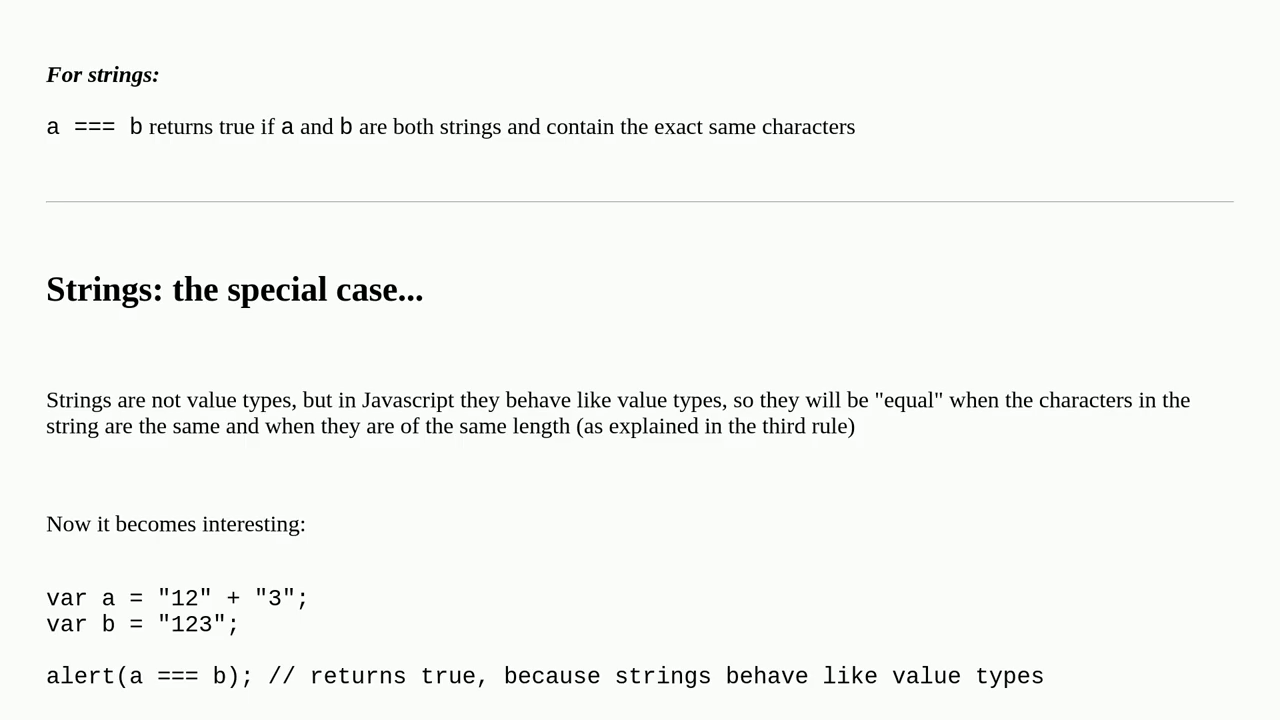 For strings:
a === b returns true if a and b are both strings and contain the exact same characters
Strings: the special case...
Strings are not value types, but in Javascript they behave like value types, so they will be "equal" when the characters in the
string are the same and when they are of the same length (as explained in the third rule)
Now it becomes interesting:
var a = "12" + "3";
var b = "123";
alert(a === b); // returns true, because strings behave like value types